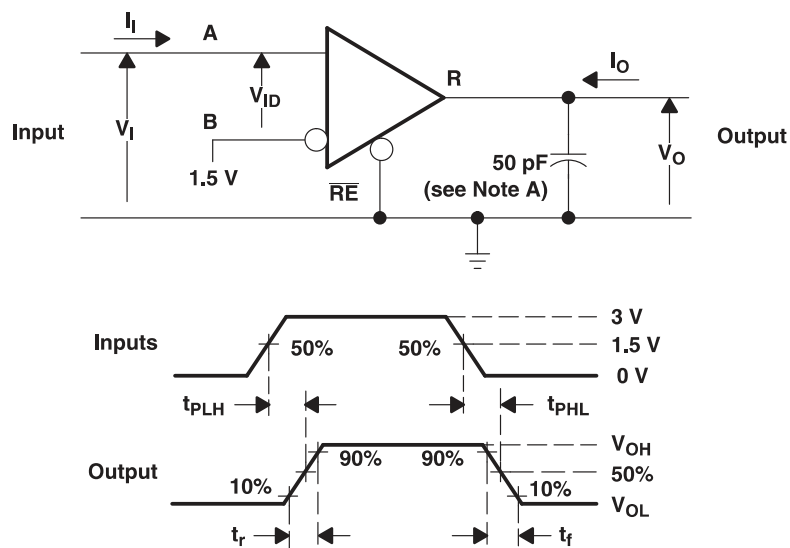 I_I
A
R
I_O
V_ID
B
Input
V_I
1.5 V
RE
50 pF
(see Note A)
V_O
Output
Inputs
50%
50%
3 V
1.5 V
0 V
t_PLH
t_PHL
Output
10%
90%
90%
10%
V_OH
50%
V_OL
t_r
t_f